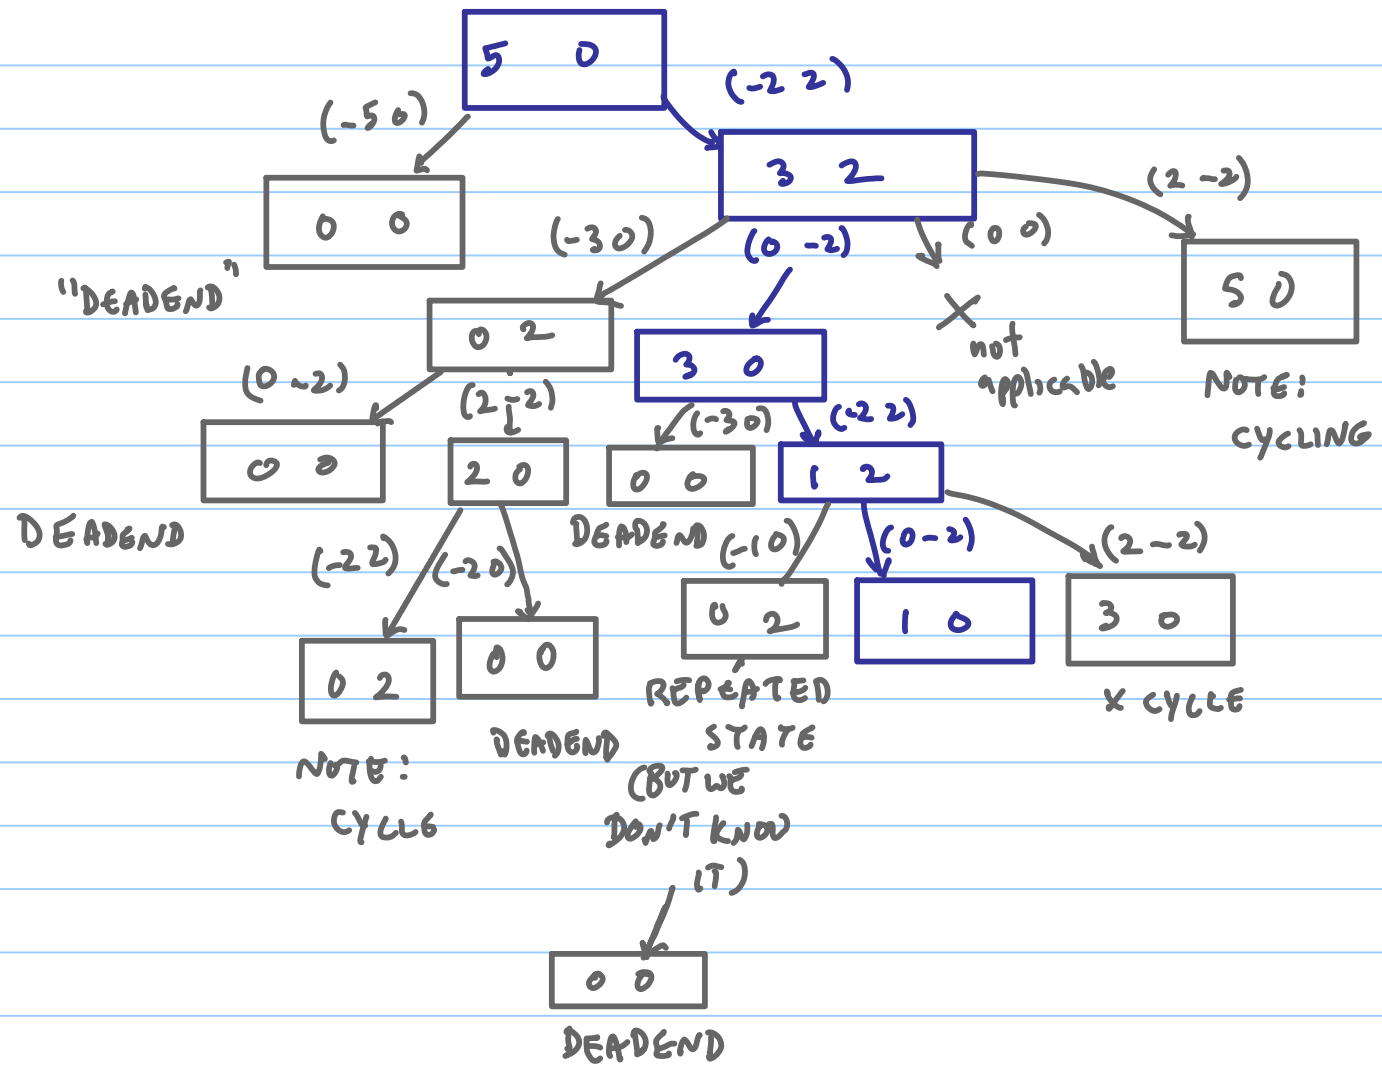 5 0
(-2 2)
(-5 0)
3 2
(2 -2)
0 0
(-3 0)
(0 -2)
(0 0)
"DEADEND"
5 0
0 2
3 0
not
applicable
NOTE:
CYCLING
(0 -2)
(2 -2)
(-3 0)
(-2 2)
0 0
2 0
0 0
1 2
DEADEND
DEADEND
(-2 2)
(-2 0)
(-1 0)
(0 -2)
(2 -2)
0 2
0 0
0 2
1 0
3 0
NOTE:
CYCLE
DEADEND
REPEATED
STATE
(BUT WE
DON'T KNOW
IT)
X CYCLE
0 0
DEADEND